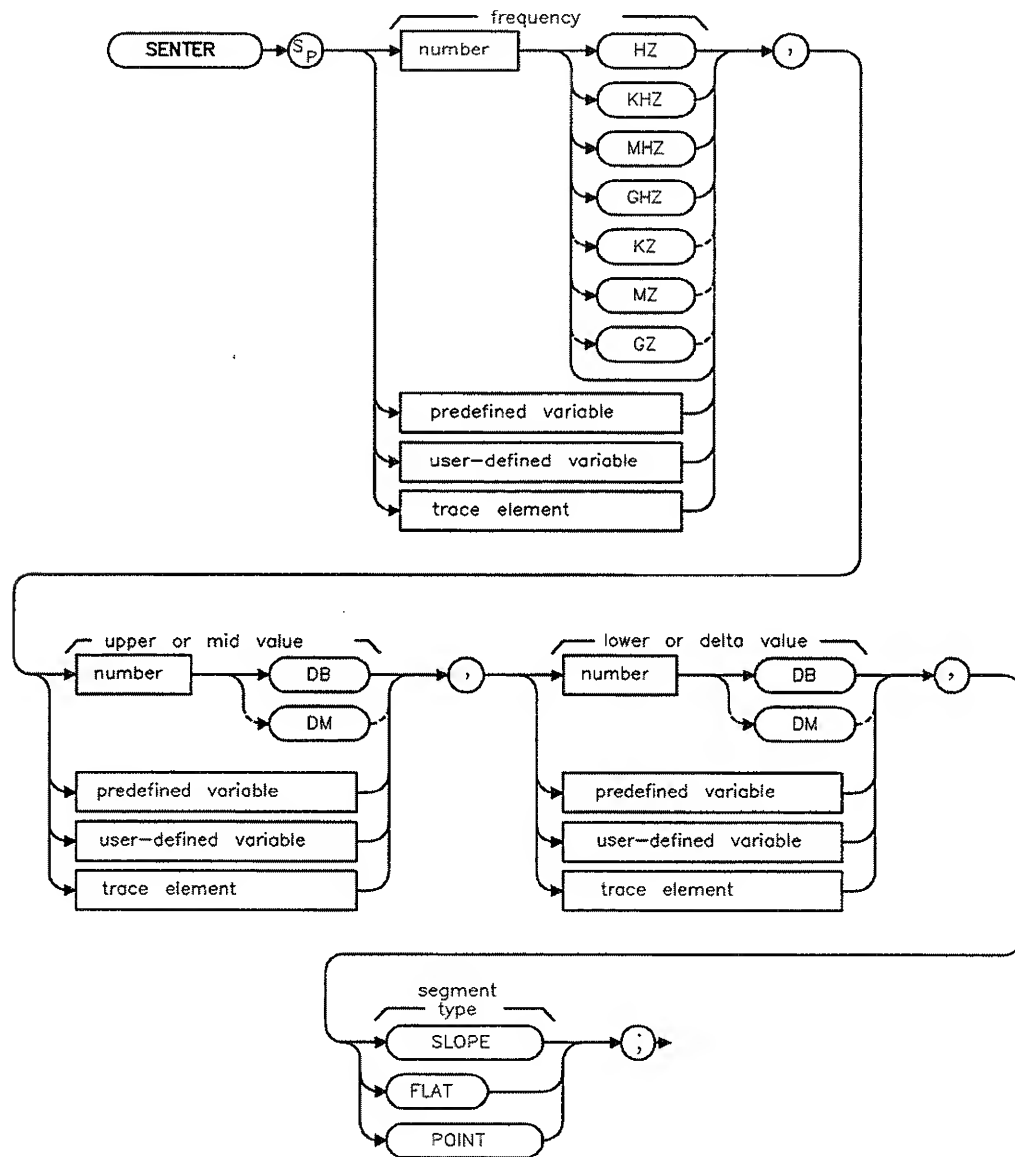 frequency
SENTER SP number HZ ,
KHZ
MHZ
GHZ
KZ
MZ
GZ
predefined variable
user-defined variable
trace element
upper or mid value lower or delta value
number DB , number DB ,
DM DM
predefined variable predefined variable
user-defined variable user-defined variable
trace element trace element
segment
type
SLOPE ;
FLAT
POINT